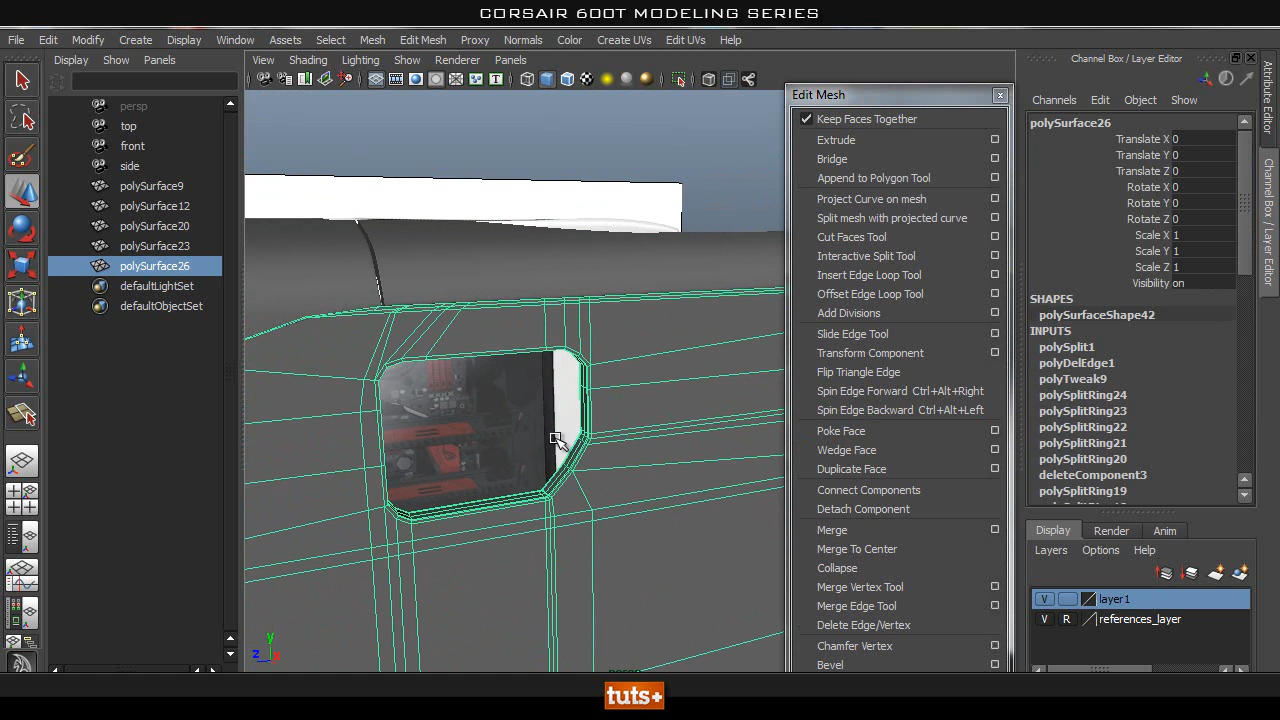 CORSAIR 600T MODELING SERIES
File Edit Modify Create Display Window Assets Select Mesh Edit Mesh Proxy Normals Color Create UVs Edit UVs Help
Display Show Panels
persp
top
front
side
polySurface9
polySurface12
polySurface20
polySurface23
polySurface26
defaultLightSet
defaultObjectSet
View Shading Lighting Show Renderer Panels
y
z x
Edit Mesh
Keep Faces Together
Extrude
Bridge
Append to Polygon Tool
Project Curve on mesh
Split mesh with projected curve
Cut Faces Tool
Interactive Split Tool
Insert Edge Loop Tool
Offset Edge Loop Tool
Add Divisions
Slide Edge Tool
Transform Component
Flip Triangle Edge
Spin Edge Forward Ctrl+Alt+Right
Spin Edge Backward Ctrl+Alt+Left
Poke Face
Wedge Face
Duplicate Face
Connect Components
Detach Component
Merge
Merge To Center
Collapse
Merge Vertex Tool
Merge Edge Tool
Delete Edge/Vertex
Chamfer Vertex
Bevel
Channel Box / Layer Editor
Channels Edit Object Show
polySurface26
Translate X 0
Translate Y 0
Translate Z 0
Rotate X 0
Rotate Y 0
Rotate Z 0
Scale X 1
Scale Y 1
Scale Z 1
Visibility on
SHAPES
polySurfaceShape42
INPUTS
polySplit1
polyDelEdge1
polyTweak9
polySplitRing24
polySplitRing23
polySplitRing22
polySplitRing21
polySplitRing20
deleteComponent3
polySplitRing19
Display Render Anim
Layers Options Help
V layer1
V R references_layer
Attribute Editor
Channel Box / Layer Editor
tuts+